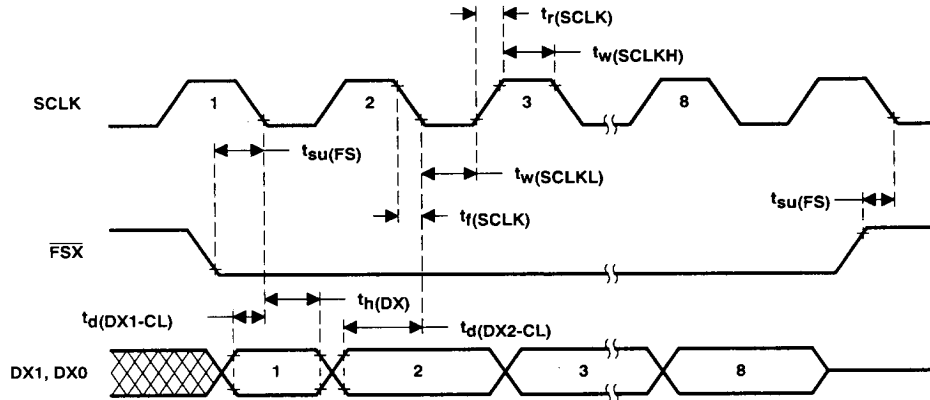 tr(SCLK)
tw(SCLKH)
SCLK
1
2
3
8
tsu(FS)
tw(SCLKL)
tsu(FS)
tf(SCLK)
FSX
th(DX)
td(DX1-CL)
td(DX2-CL)
DX1, DX0
1
2
3
8